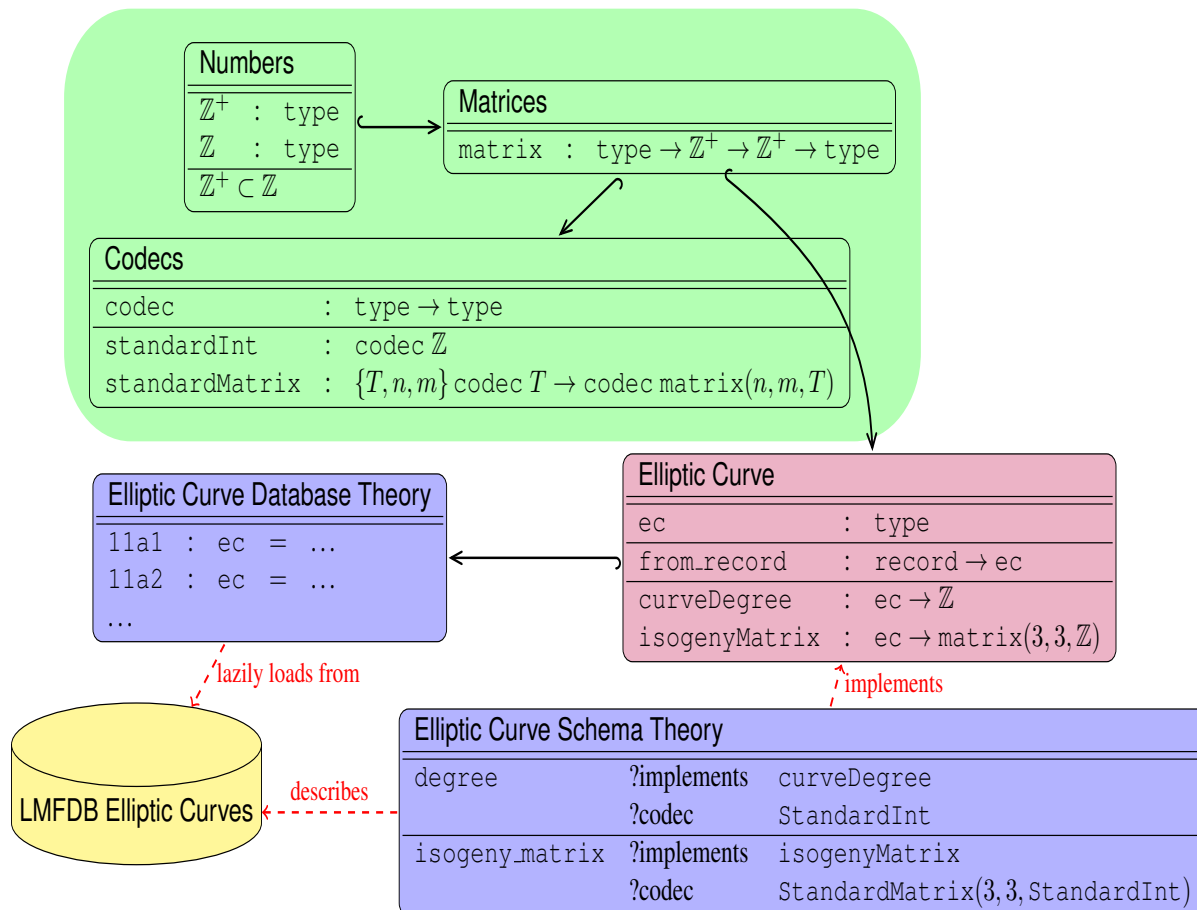 Numbers
ℤ⁺ : type
ℤ : type
ℤ⁺ ⊂ ℤ
Matrices
matrix : type → ℤ⁺ → ℤ⁺ → type
Codecs
codec : type → type
standardInt : codec ℤ
standardMatrix : {T, n, m} codec T → codec matrix(n, m, T)
Elliptic Curve Database Theory
11a1 : ec = ...
11a2 : ec = ...
...
Elliptic Curve
ec : type
from_record : record → ec
curveDegree : ec → ℤ
isogenyMatrix : ec → matrix(3, 3, ℤ)
lazily loads from
implements
LMFDB Elliptic Curves
describes
Elliptic Curve Schema Theory
degree ?implements curveDegree
?codec StandardInt
isogeny_matrix ?implements isogenyMatrix
?codec StandardMatrix(3, 3, StandardInt)